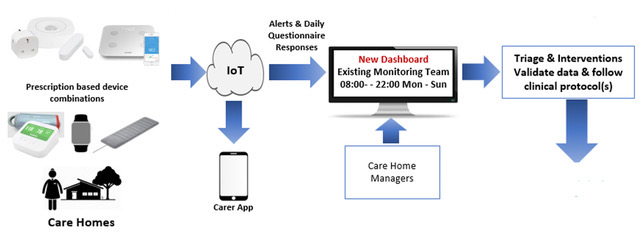 Prescription based device
combinations
Care Homes
IoT
Carer App
Alerts & Daily
Questionnaire
Responses
New Dashboard
Existing Monitoring Team
08:00- - 22:00 Mon - Sun
Care Home
Managers
Triage & Interventions
Validate data & follow
clinical protocol(s)